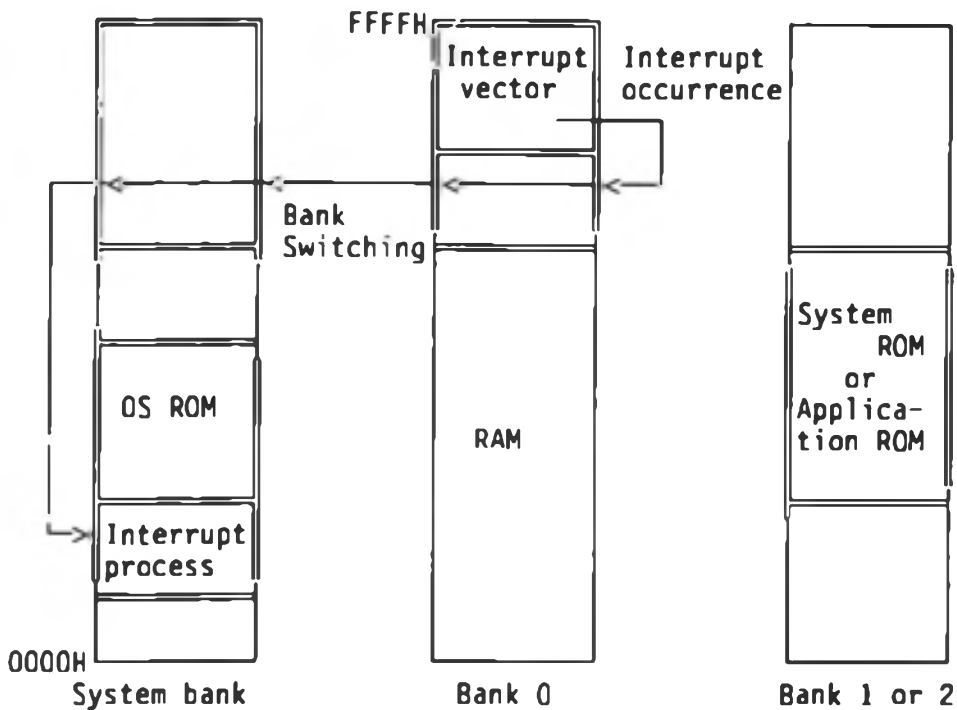 FFFFH
Interrupt
vector
Interrupt
occurrence
Bank
Switching
OS ROM
Interrupt
process
RAM
System
ROM
or
Applica-
tion ROM
0000H
System bank
Bank 0
Bank 1 or 2